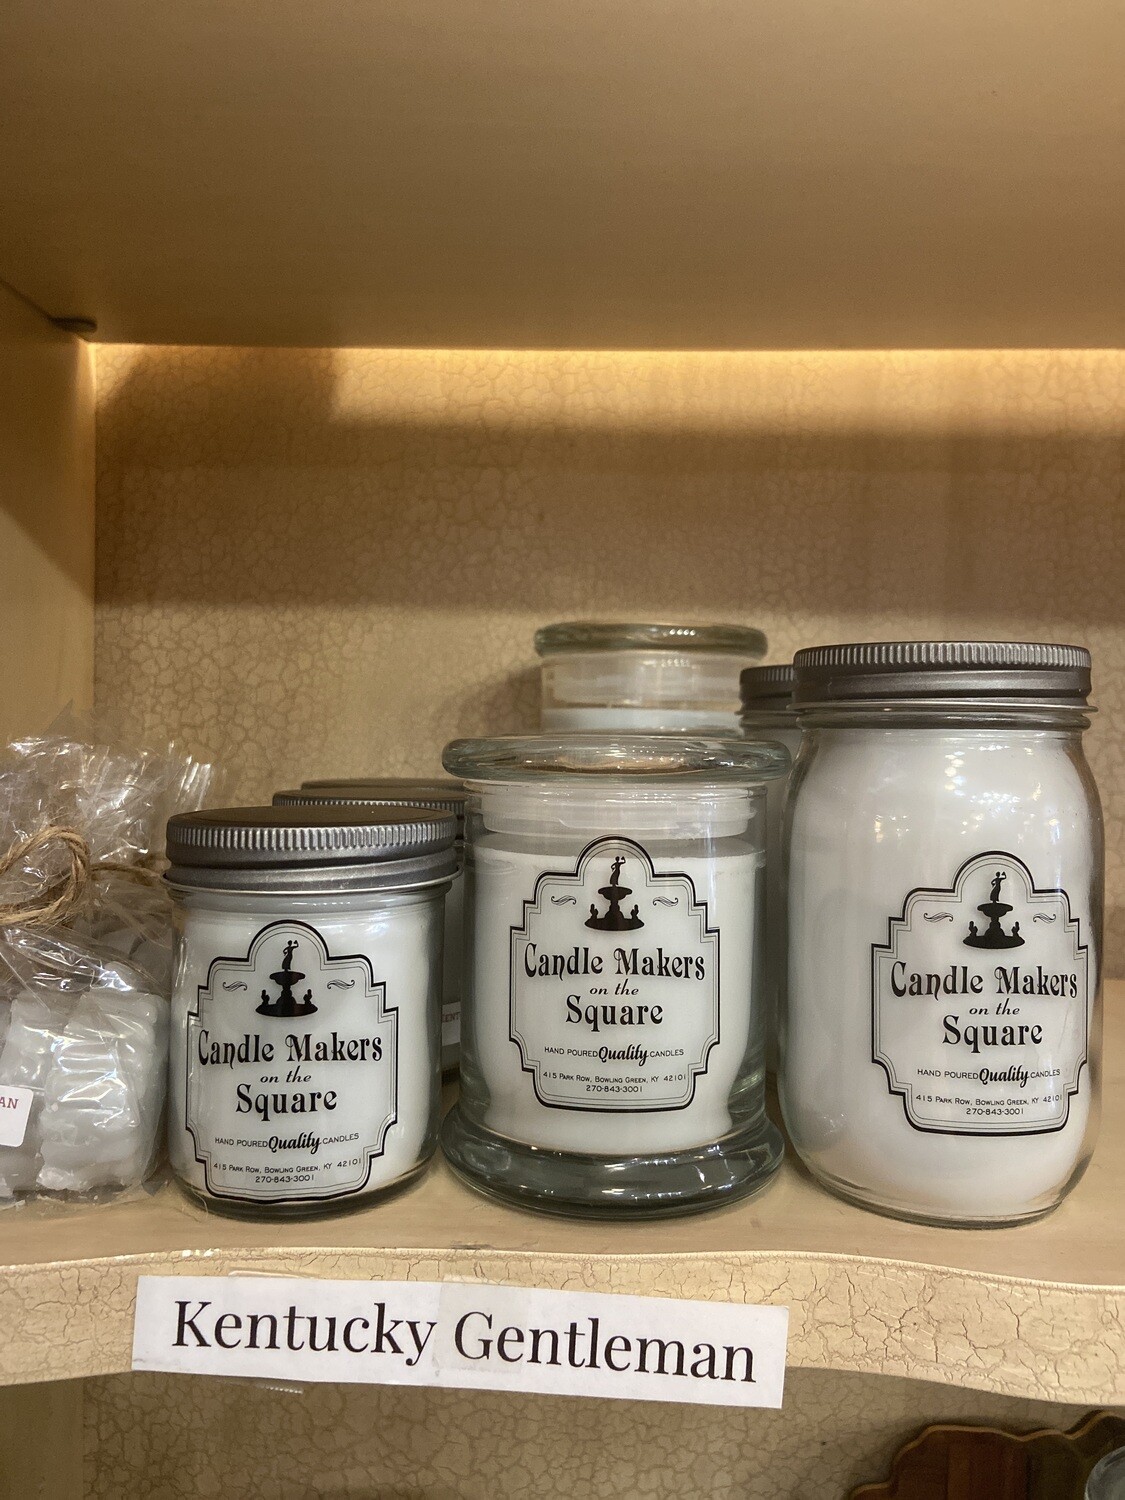 Candle Makers
on the
Square
HAND POURED Quality CANDLES
415 Park Row, Bowling Green, KY 42101
270-843-3001
Candle Makers
on the
Square
HAND POURED Quality CANDLES
415 Park Row, Bowling Green, KY 42101
270-843-3001
Candle Makers
on the
Square
HAND POURED Quality CANDLES
415 Park Row, Bowling Green, KY 42101
270-843-3001
AN
Kentucky Gentleman